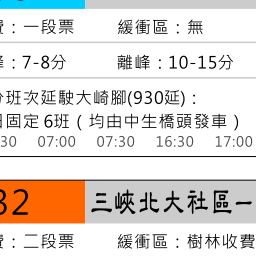 ：一段票 緩衝區：無
：7-8分 離峰：10-15分
班次延駛大崎腳(930延)：
固定 6班（均由中生橋頭發車）
30 07:00 07:30 16:30 17:00
32 三峽北大社區一
：二段票 緩衝區：樹林收費